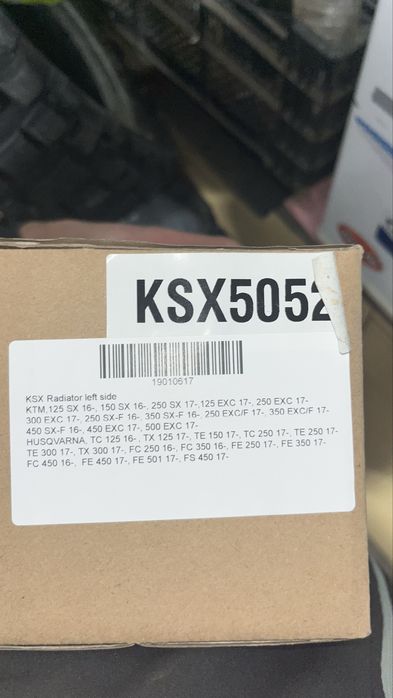 KSX5052
19010617
KSX Radiator left side
KTM,125 SX 16-, 150 SX 16-, 250 SX 17-,125 EXC 17-, 250 EXC 17-
300 EXC 17-, 250 SX-F 16-, 350 SX-F 16-, 250 EXC/F 17-, 350 EXC/F 17-
450 SX-F 16-, 450 EXC 17-, 500 EXC 17-
HUSQVARNA, TC 125 16- , TX 125 17-, TE 150 17-, TC 250 17-, TE 250 17-
TE 300 17-, TX 300 17-, FC 250 16-, FC 350 16-, FE 250 17-, FE 350 17-
FC 450 16-, FE 450 17-, FE 501 17-, FS 450 17-